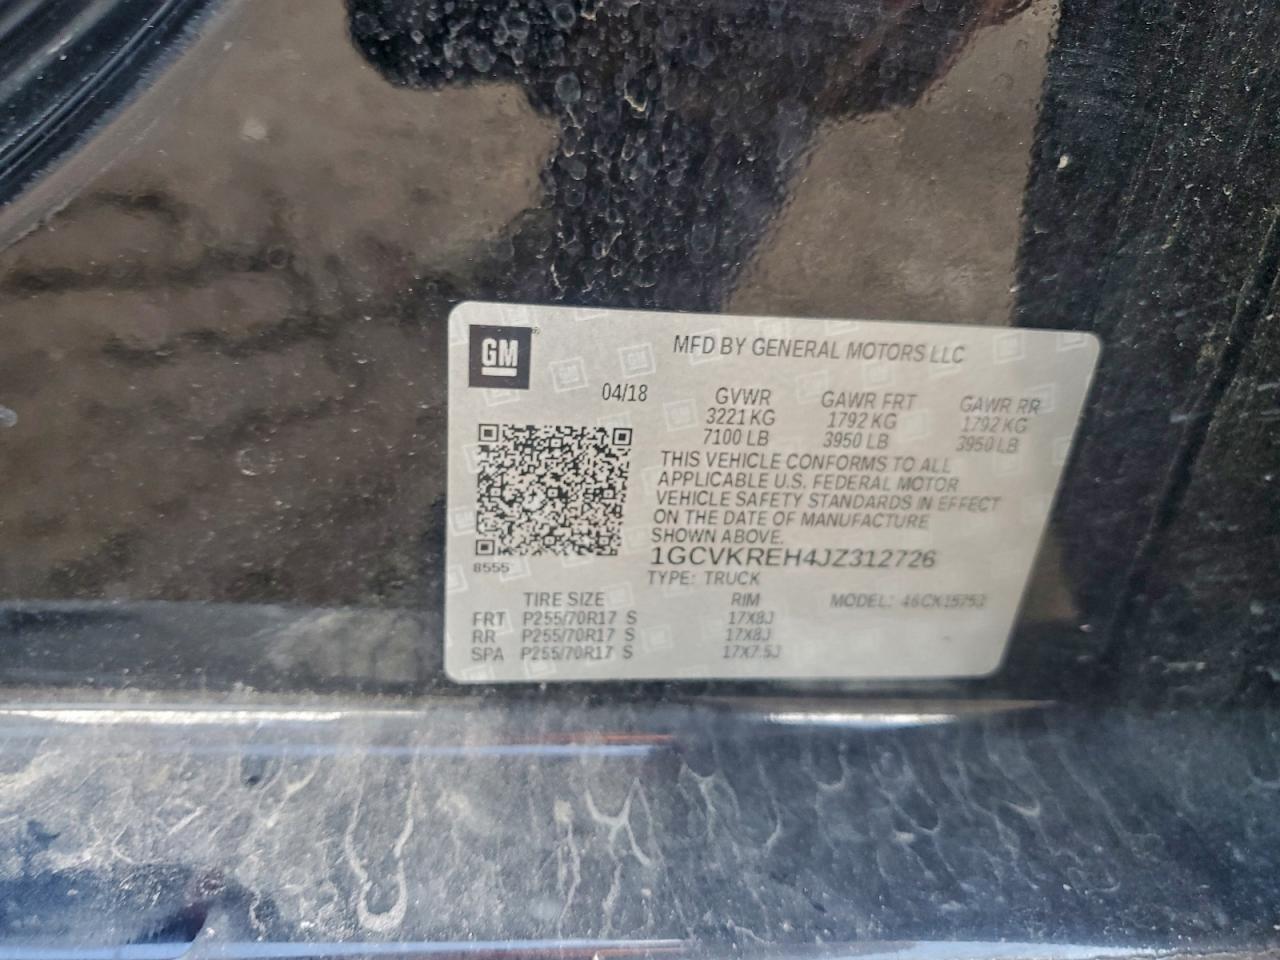 GM
MFD BY GENERAL MOTORS LLC
04/18 GVWR GAWR FRT GAWR RR
3221 KG 1792 KG 1792 KG
7100 LB 3950 LB 3950 LB
THIS VEHICLE CONFORMS TO ALL
APPLICABLE U.S. FEDERAL MOTOR
VEHICLE SAFETY STANDARDS IN EFFECT
ON THE DATE OF MANUFACTURE
SHOWN ABOVE.
8555
1GCVKREH4JZ312726
TYPE: TRUCK
TIRE SIZE RIM MODEL:
FRT P255/70R17 S 17X8J
RR P255/70R17 S 17X8J
SPA P255/70R17 S 17X7.5J